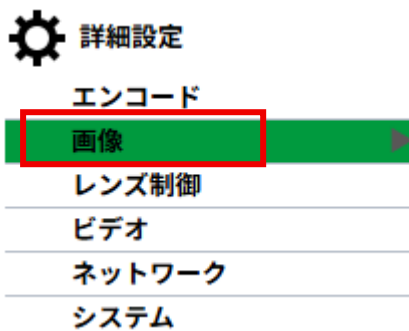 詳細設定
エンコード
画像
レンズ制御
ビデオ
ネットワーク
システム